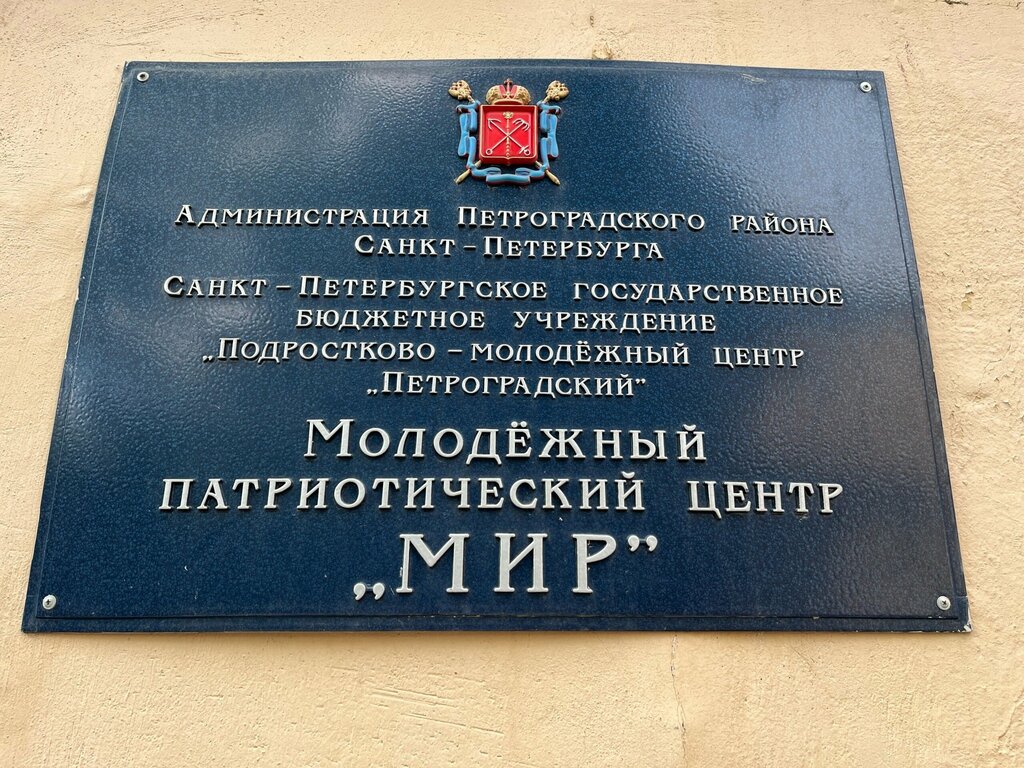 Администрация Петроградского района
Санкт – Петербурга
Санкт – Петербургское государственное
бюджетное учреждение
„Подростково – молодёжный центр
„Петроградский”
Молодёжный
патриотический центр
„МИР”